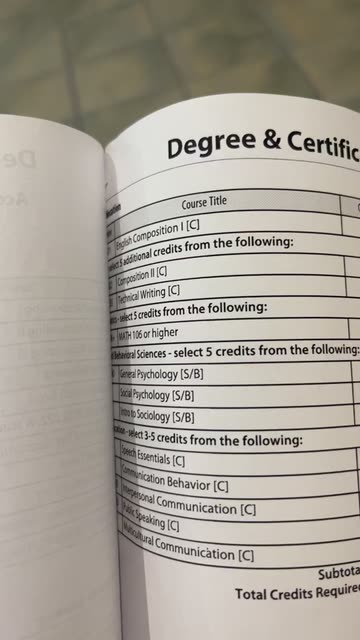 Degree & Certific
Course Title
English Composition I [C]
select 5 additional credits from the following:
Composition II [C]
Technical Writing [C]
- select 5 credits from the following:
MATH 106 or higher
Behavioral Sciences - select 5 credits from the following:
General Psychology [S/B]
Social Psychology [S/B]
Intro to Sociology [S/B]
- select 3-5 credits from the following:
Speech Essentials [C]
Communication Behavior [C]
Interpersonal Communication [C]
Public Speaking [C]
Multicultural Communication [C]
Subtota
Total Credits Require